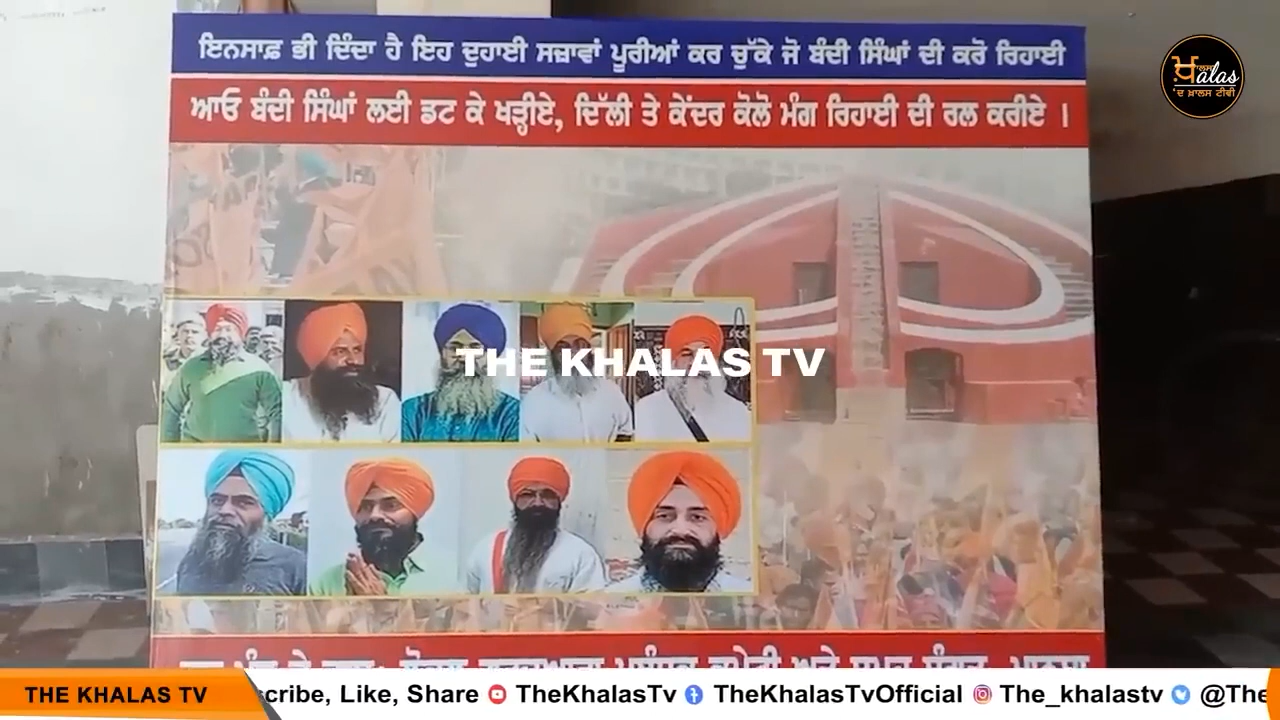 ਇਨਸਾਫ਼ ਭੀ ਦਿੰਦਾ ਹੈ ਇਹ ਦੁਹਾਈ ਸਜ਼ਾਵਾਂ ਪੂਰੀਆਂ ਕਰ ਚੁੱਕੇ ਜੋ ਬੰਦੀ ਸਿੰਘਾਂ ਦੀ ਕਰੋ ਰਿਹਾਈ
ਆਓ ਬੰਦੀ ਸਿੰਘਾਂ ਲਈ ਡਟ ਕੇ ਖੜ੍ਹੀਏ, ਦਿੱਲੀ ਤੇ ਕੇਂਦਰ ਕੋਲੋਂ ਮੰਗ ਰਿਹਾਈ ਦੀ ਰਲ ਕਰੀਏ ।
ਖ਼ਾਲਸ
alas
'ਦ ਖ਼ਾਲਸ ਟੀਵੀ
THE KHALAS TV
THE KHALAS TV
scribe, Like, Share TheKhalasTv TheKhalasTvOfficial The_khalastv @The